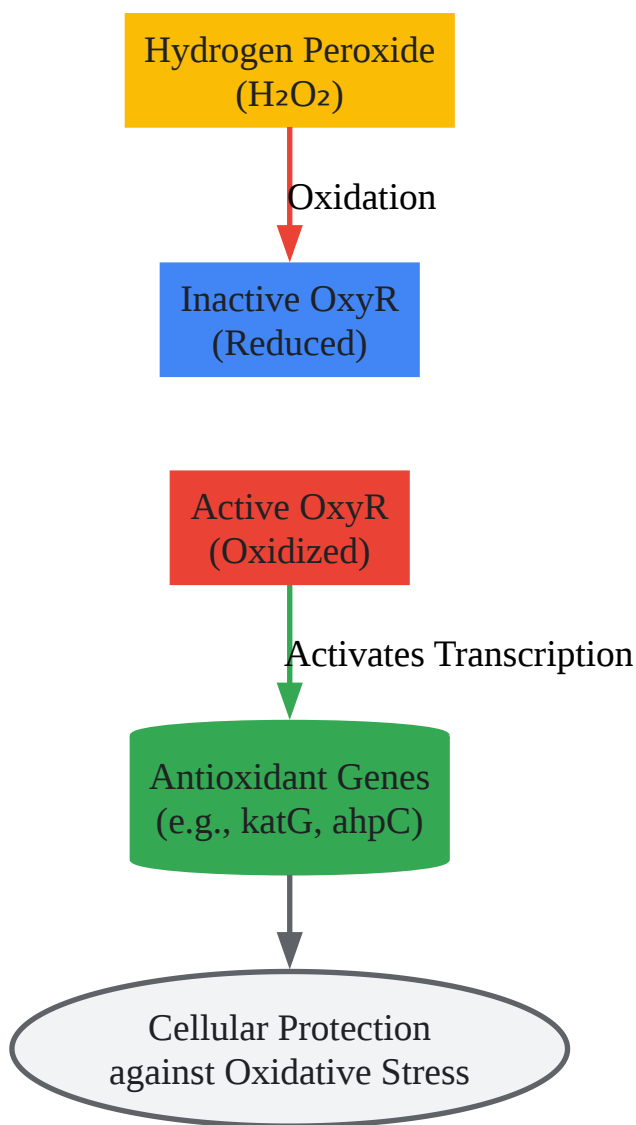 Hydrogen Peroxide
(H₂O₂)
Oxidation
Inactive OxyR
(Reduced)
Active OxyR
(Oxidized)
Activates Transcription
Antioxidant Genes
(e.g., katG, ahpC)
Cellular Protection
against Oxidative Stress